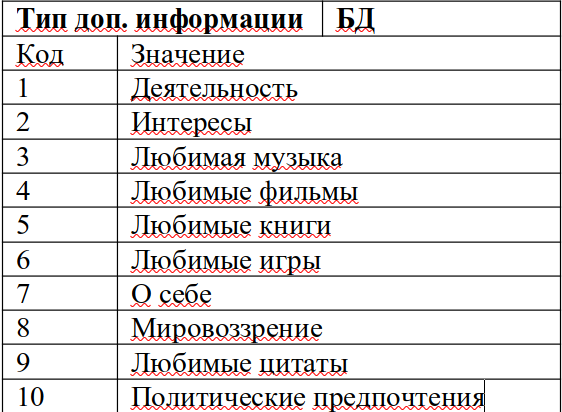 Тип доп. информации БД
Код Значение
1 Деятельность
2 Интересы
3 Любимая музыка
4 Любимые фильмы
5 Любимые книги
6 Любимые игры
7 О себе
8 Мировоззрение
9 Любимые цитаты
10 Политические предпочтения